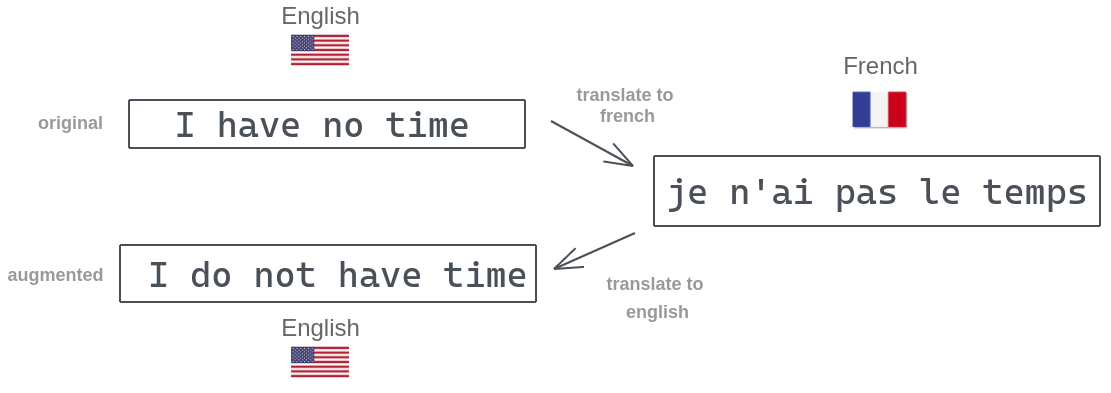 English
original
I have no time
translate to
french
French
je n'ai pas le temps
translate to
english
augmented
I do not have time
English